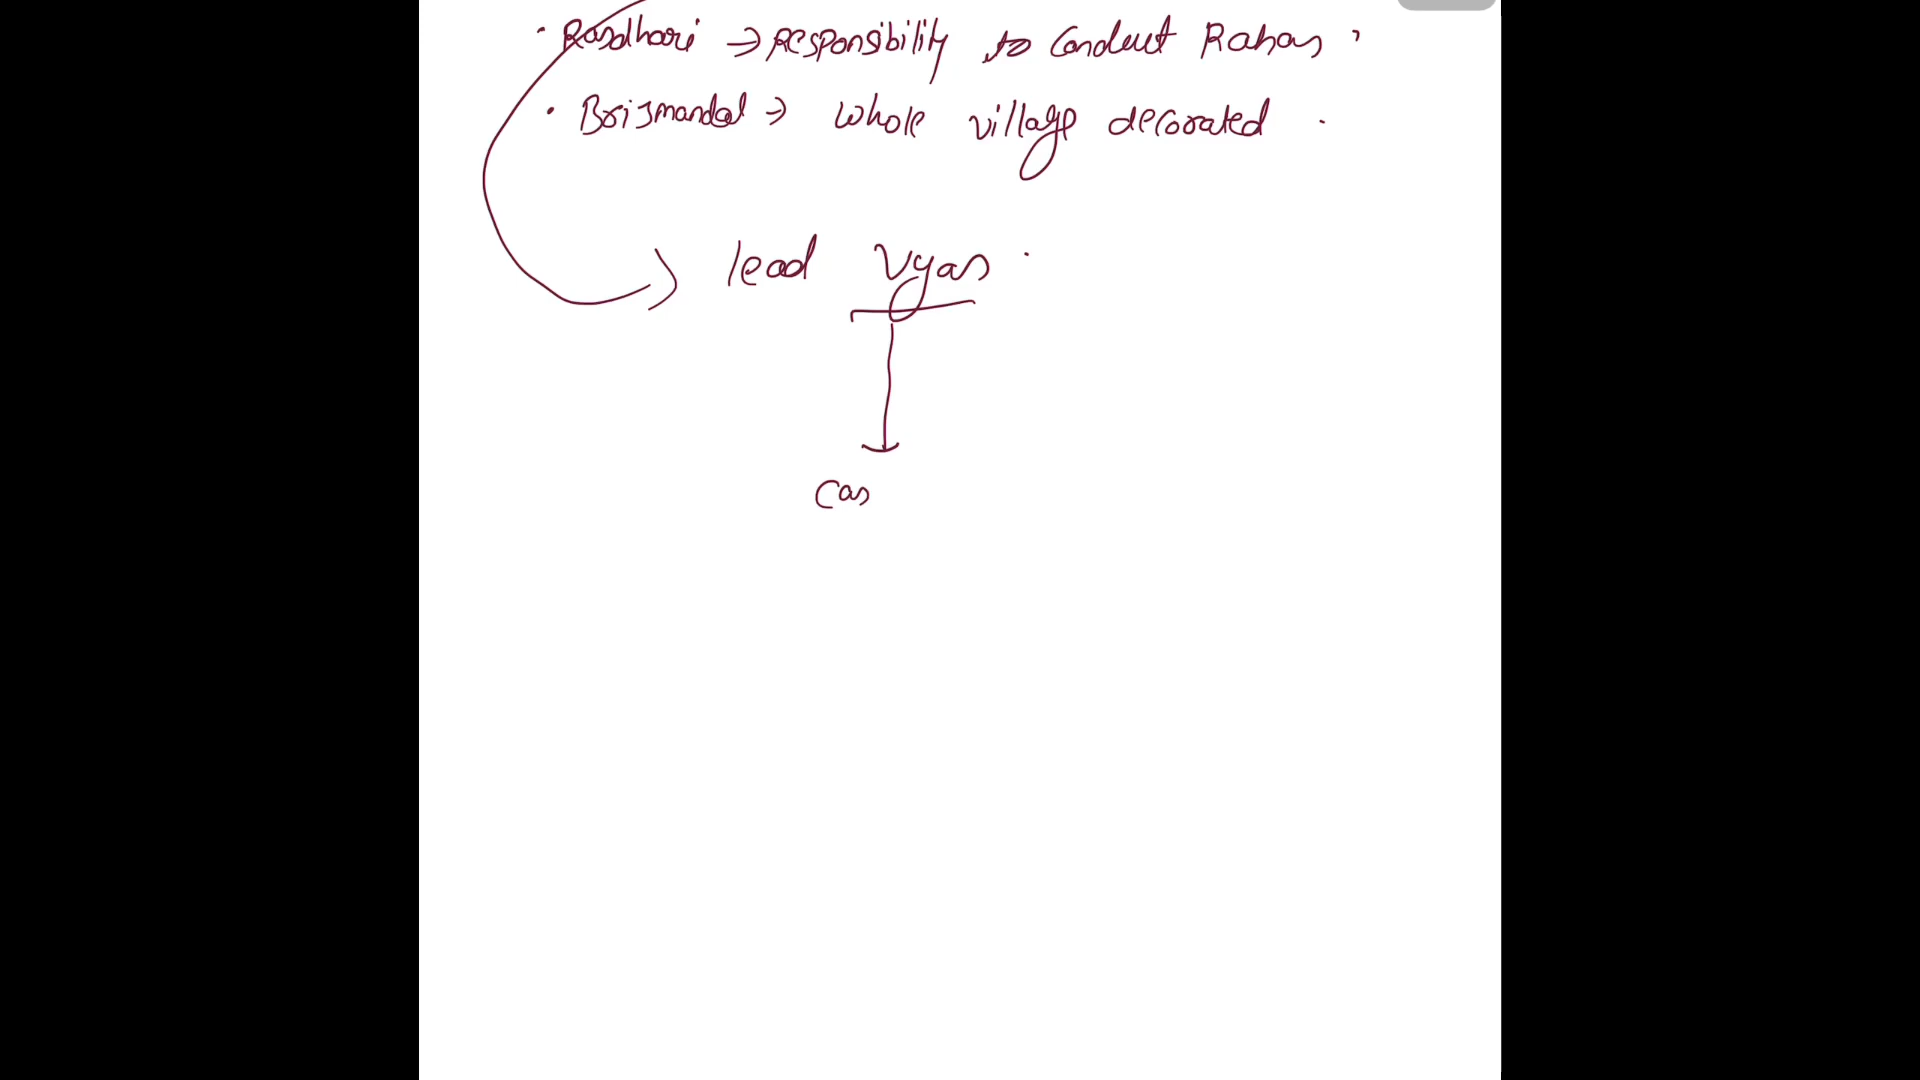 · Rasdhari → responsibility to Conduct Rahas ,
· Brijmandal → whole village decorated .
lead Vyas .
Cas